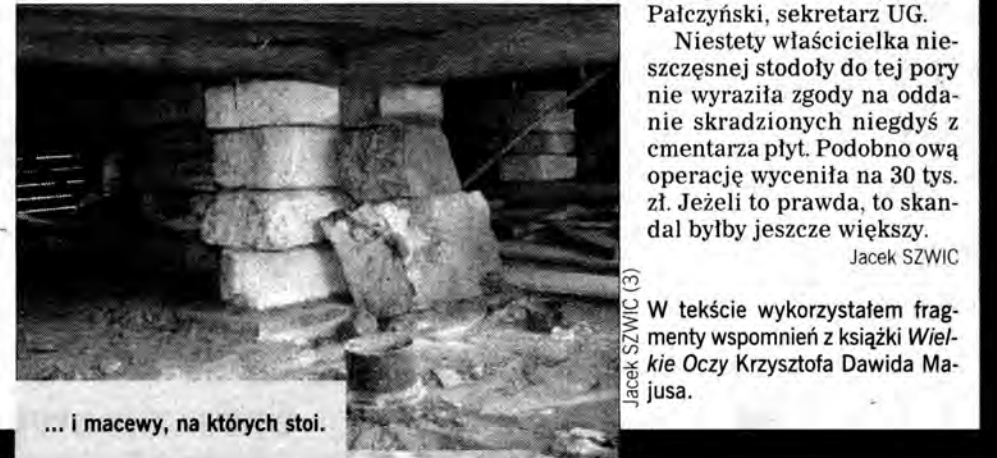 Pałczyński, sekretarz UG.
Niestety właścicielka nie-
szczęsnej stodoły do tej pory
nie wyraziła zgody na odda-
nie skradzionych niegdyś z
cmentarza płyt. Podobno ową
operację wyceniła na 30 tys.
zł. Jeżeli to prawda, to skan-
dal byłby jeszcze większy.
Jacek SZWIC
W tekście wykorzystałem frag-
menty wspomnień z książki Wiel-
kie Oczy Krzysztofa Dawida Ma-
jusa.
Jacek SZWIC (3)
... i macewy, na których stoi.